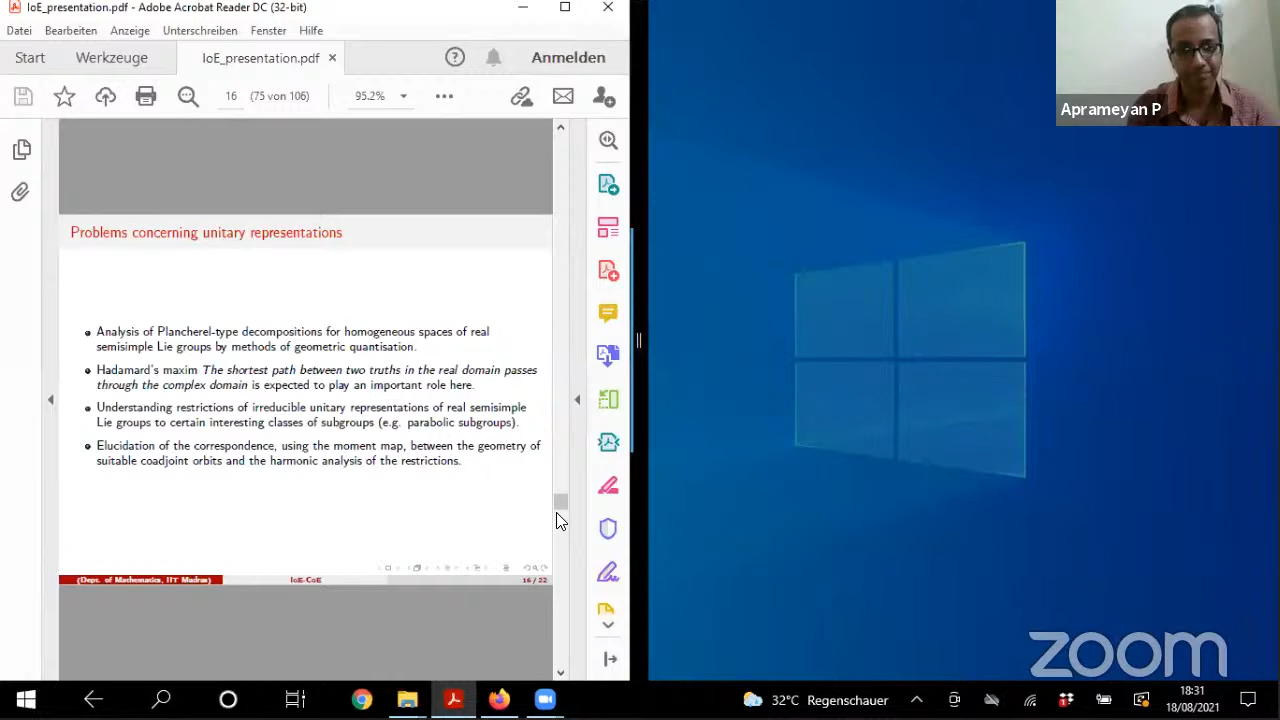 IoE_presentation.pdf - Adobe Acrobat Reader DC (32-bit)
Datei Bearbeiten Anzeige Unterschreiben Fenster Hilfe
Start Werkzeuge IoE_presentation.pdf × Anmelden
16 (75 von 106) 95.2%
Aprameyan P
Problems concerning unitary representations
Analysis of Plancherel-type decompositions for homogeneous spaces of real
semisimple Lie groups by methods of geometric quantisation.
Hadamard's maxim The shortest path between two truths in the real domain passes
through the complex domain is expected to play an important role here.
Understanding restrictions of irreducible unitary representations of real semisimple
Lie groups to certain interesting classes of subgroups (e.g. parabolic subgroups).
Elucidation of the correspondence, using the moment map, between the geometry of
suitable coadjoint orbits and the harmonic analysis of the restrictions.
(Dept. of Mathematics, IIT Madras) IoE-CoE 16 / 22
zoom
32°C Regenschauer
18:31
18/08/2021